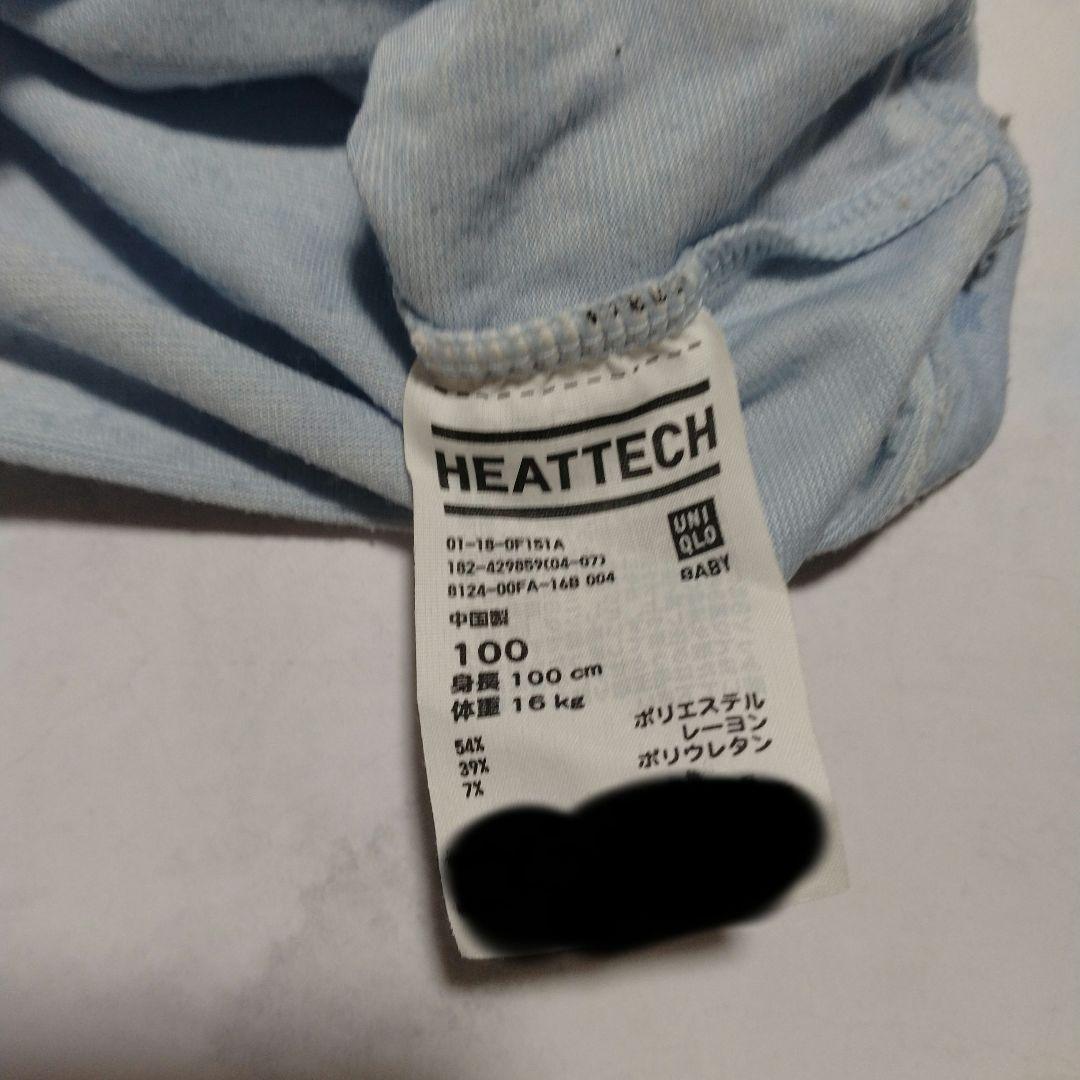 HEATTECH
UNI
QLO
BABY
01-18-0F151A
182-429859(04-07)
8124-00FA-16B 004
中国製
100
身長 100 cm
体重 16 kg
54% ポリエステル
39% レーヨン
7% ポリウレタン